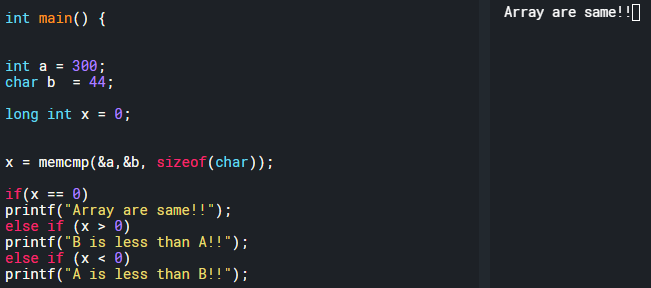 int main() {
int a = 300;
char b  = 44;
long int x = 0;
x = memcmp(&a,&b, sizeof(char));
if(x == 0)
printf("Array are same!!");
else if (x > 0)
printf("B is less than A!!");
else if (x < 0)
printf("A is less than B!!");
Array are same!!